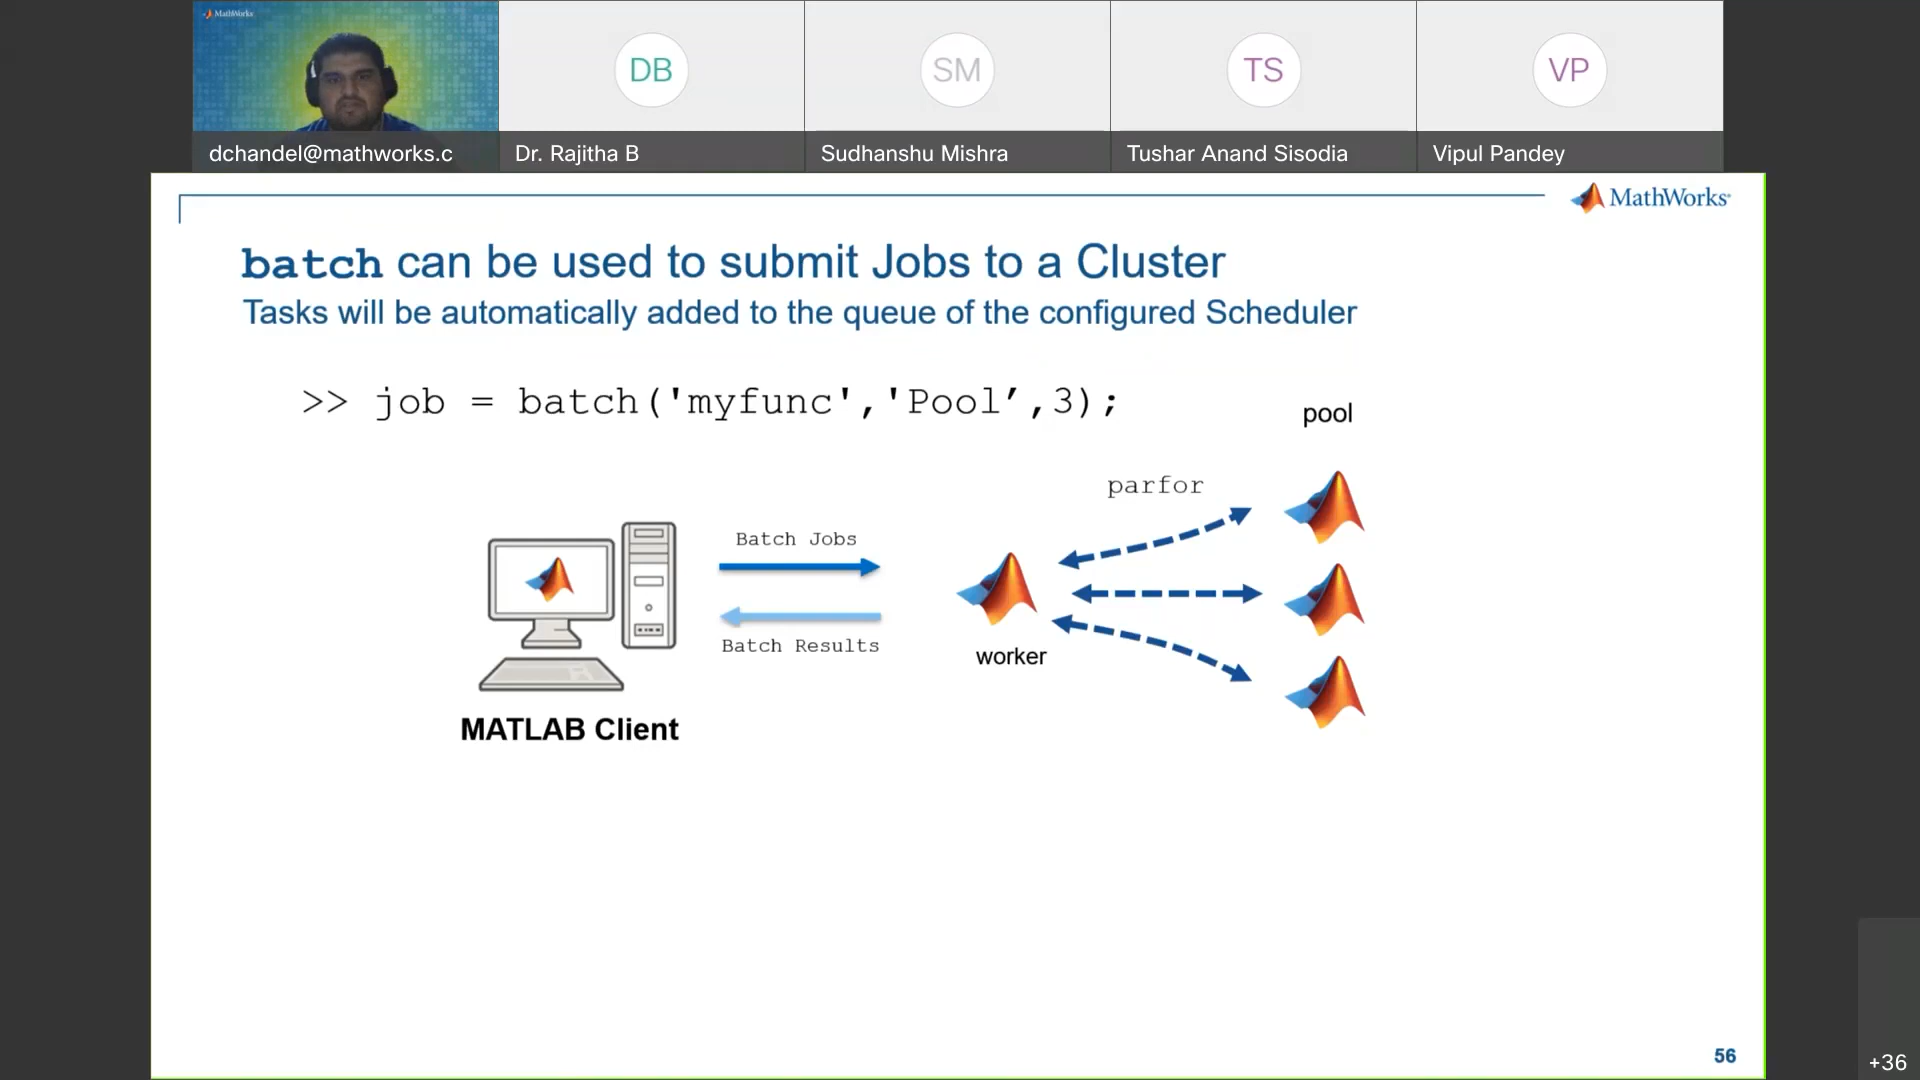 MathWorks
DB
SM
TS
VP
dchandel@mathworks.c
Dr. Rajitha B
Sudhanshu Mishra
Tushar Anand Sisodia
Vipul Pandey
MathWorks®
batch can be used to submit Jobs to a Cluster
Tasks will be automatically added to the queue of the configured Scheduler
>> job = batch('myfunc','Pool’,3);
pool
parfor
Batch Jobs
Batch Results
worker
MATLAB Client
56
+36